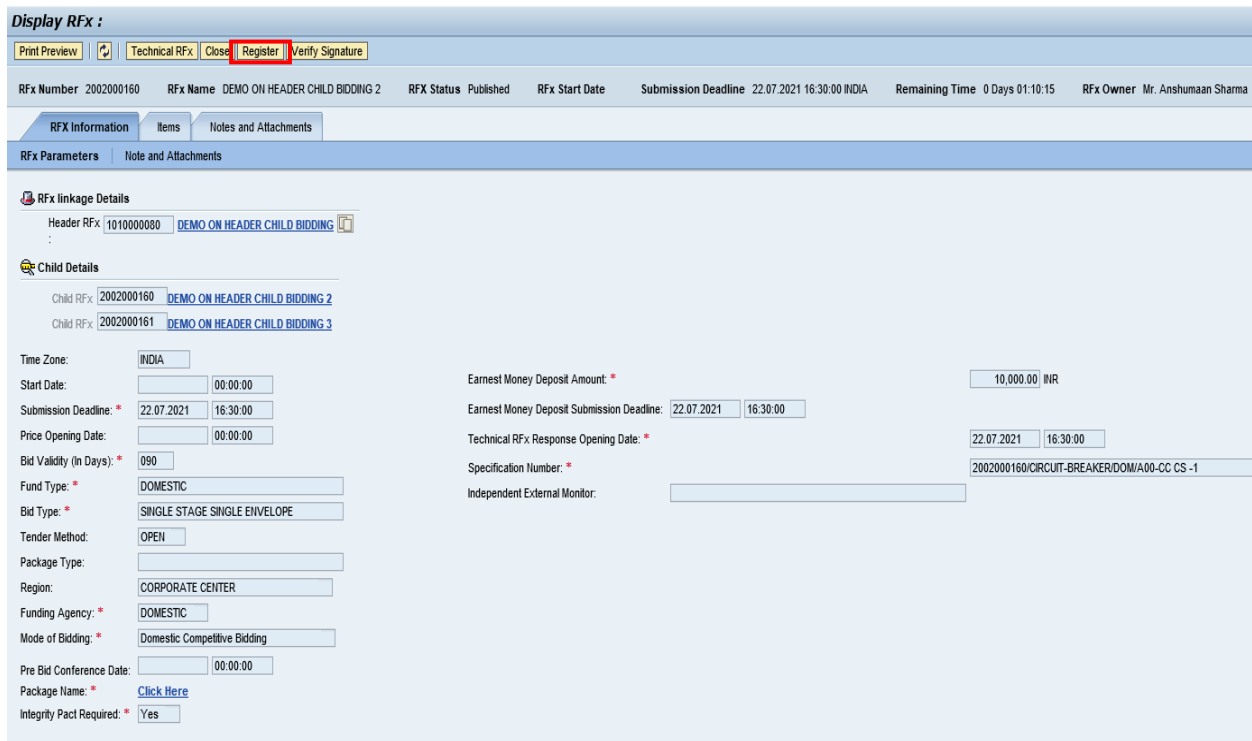 Display RFx :
Print Preview Technical RFx Close Register Verify Signature
RFx Number 2002000160 RFx Name DEMO ON HEADER CHILD BIDDING 2 RFX Status Published RFx Start Date Submission Deadline 22.07.2021 16:30:00 INDIA Remaining Time 0 Days 01:10:15 RFx Owner Mr. Anshumaan Sharma
RFX Information Items Notes and Attachments
RFx Parameters Note and Attachments
RFx linkage Details
Header RFx 1010000080 DEMO ON HEADER CHILD BIDDING
:
Child Details
Child RFx 2002000160 DEMO ON HEADER CHILD BIDDING 2
Child RFx 2002000161 DEMO ON HEADER CHILD BIDDING 3
Time Zone: INDIA
Start Date: 00:00:00
Submission Deadline: * 22.07.2021 16:30:00
Price Opening Date: 00:00:00
Bid Validity (In Days): * 090
Fund Type: * DOMESTIC
Bid Type: * SINGLE STAGE SINGLE ENVELOPE
Tender Method: OPEN
Package Type:
Region: CORPORATE CENTER
Funding Agency: * DOMESTIC
Mode of Bidding: * Domestic Competitive Bidding
Pre Bid Conference Date: 00:00:00
Package Name: * Click Here
Integrity Pact Required: * Yes
Earnest Money Deposit Amount: * 10,000.00 INR
Earnest Money Deposit Submission Deadline: 22.07.2021 16:30:00
Technical RFx Response Opening Date: * 22.07.2021 16:30:00
Specification Number: * 2002000160/CIRCUIT-BREAKER/DOM/A00-CC CS -1
Independent External Monitor: